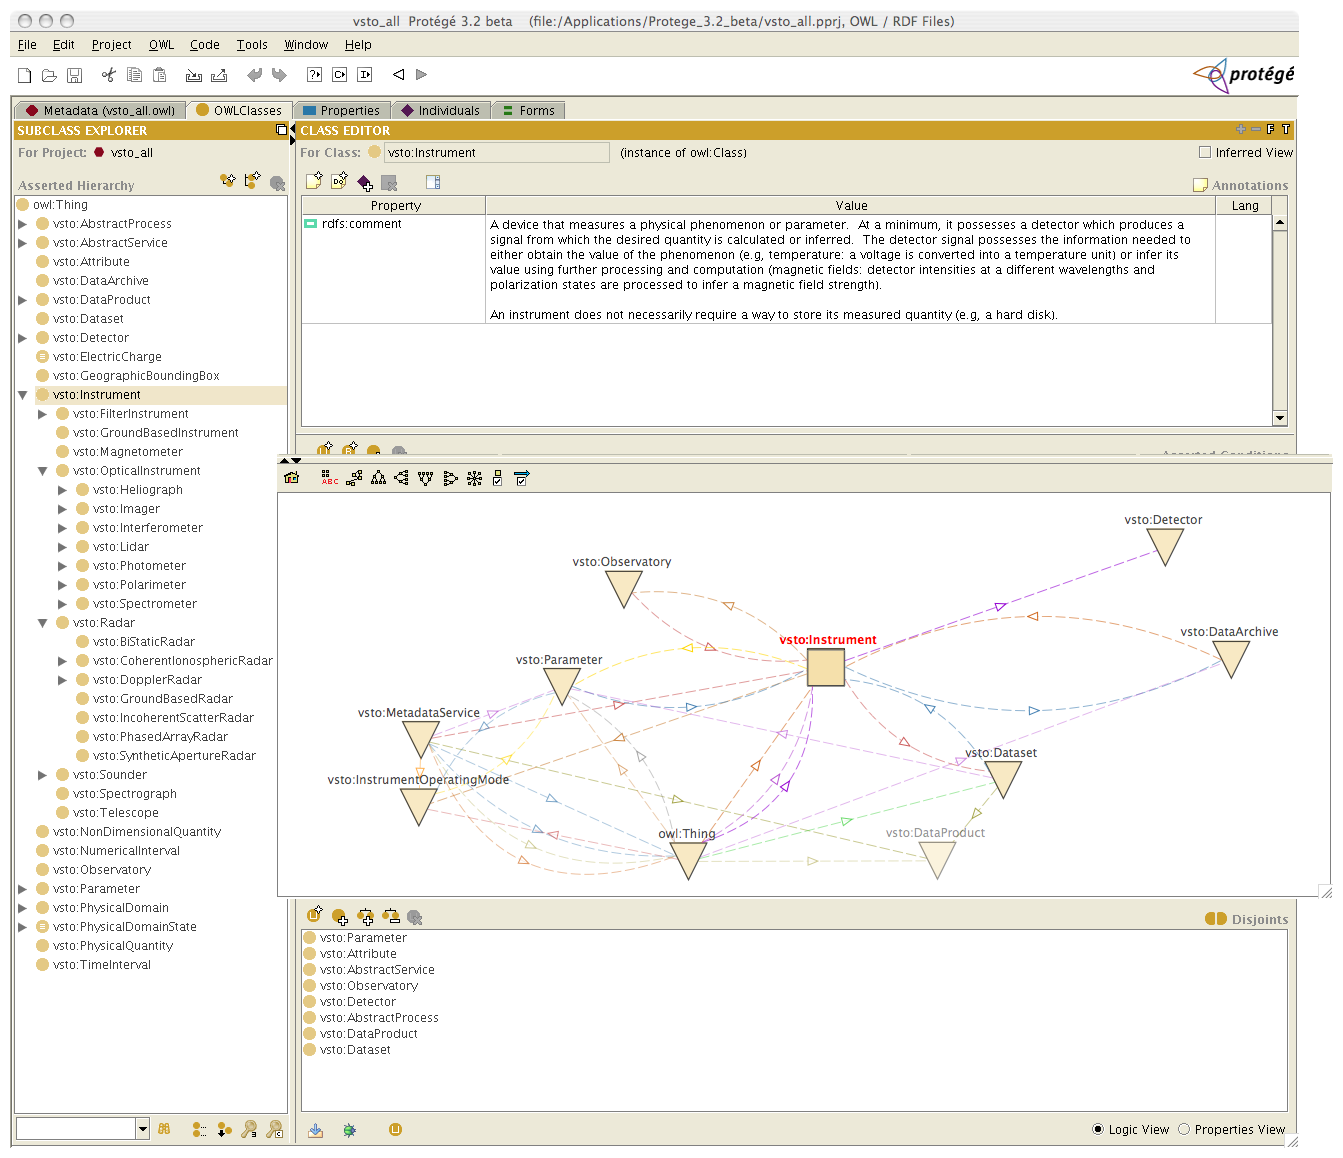 vsto_all Protégé 3.2 beta (file:/Applications/Protege_3.2_beta/vsto_all.pprj, OWL / RDF Files)
File Edit Project OWL Code Tools Window Help
protégé
Metadata (vsto_all.owl) OWLClasses Properties Individuals Forms
SUBCLASS EXPLORER
For Project: vsto_all
Asserted Hierarchy
owl:Thing
vsto:AbstractProcess
vsto:AbstractService
vsto:Attribute
vsto:DataArchive
vsto:DataProduct
vsto:Dataset
vsto:Detector
vsto:ElectricCharge
vsto:GeographicBoundingBox
vsto:Instrument
vsto:FilterInstrument
vsto:GroundBasedInstrument
vsto:Magnetometer
vsto:OpticalInstrument
vsto:Heliograph
vsto:Imager
vsto:Interferometer
vsto:Lidar
vsto:Photometer
vsto:Polarimeter
vsto:Spectrometer
vsto:Radar
vsto:BiStaticRadar
vsto:CoherentIonosphericRadar
vsto:DopplerRadar
vsto:GroundBasedRadar
vsto:IncoherentScatterRadar
vsto:PhasedArrayRadar
vsto:SyntheticApertureRadar
vsto:Sounder
vsto:Spectrograph
vsto:Telescope
vsto:NonDimensionalQuantity
vsto:NumericalInterval
vsto:Observatory
vsto:Parameter
vsto:PhysicalDomain
vsto:PhysicalDomainState
vsto:PhysicalQuantity
vsto:TimeInterval
CLASS EDITOR
F T
For Class: vsto:Instrument (instance of owl:Class)
Inferred View
Annotations
Property Value Lang
rdfs:comment
A device that measures a physical phenomenon or parameter. At a minimum, it possesses a detector which produces a
signal from which the desired quantity is calculated or inferred. The detector signal possesses the information needed to
either obtain the value of the phenomenon (e.g, temperature: a voltage is converted into a temperature unit) or infer its
value using further processing and computation (magnetic fields: detector intensities at a different wavelengths and
polarization states are processed to infer a magnetic field strength).
An instrument does not necessarily require a way to store its measured quantity (e.g, a hard disk).
Asserted Conditions
ABC
vsto:Detector
vsto:Observatory
vsto:Instrument
vsto:DataArchive
vsto:Parameter
vsto:MetadataService
vsto:Dataset
vsto:InstrumentOperatingMode
owl:Thing
vsto:DataProduct
Disjoints
vsto:Parameter
vsto:Attribute
vsto:AbstractService
vsto:Observatory
vsto:Detector
vsto:AbstractProcess
vsto:DataProduct
vsto:Dataset
Logic View Properties View